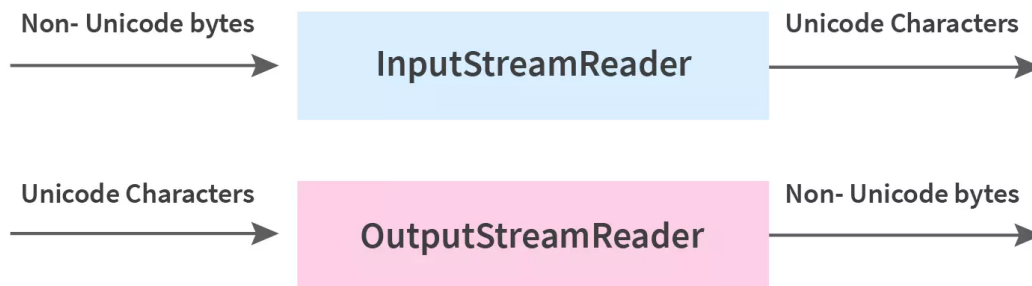 Non- Unicode bytes
InputStreamReader
Unicode Characters
Unicode Characters
OutputStreamReader
Non- Unicode bytes